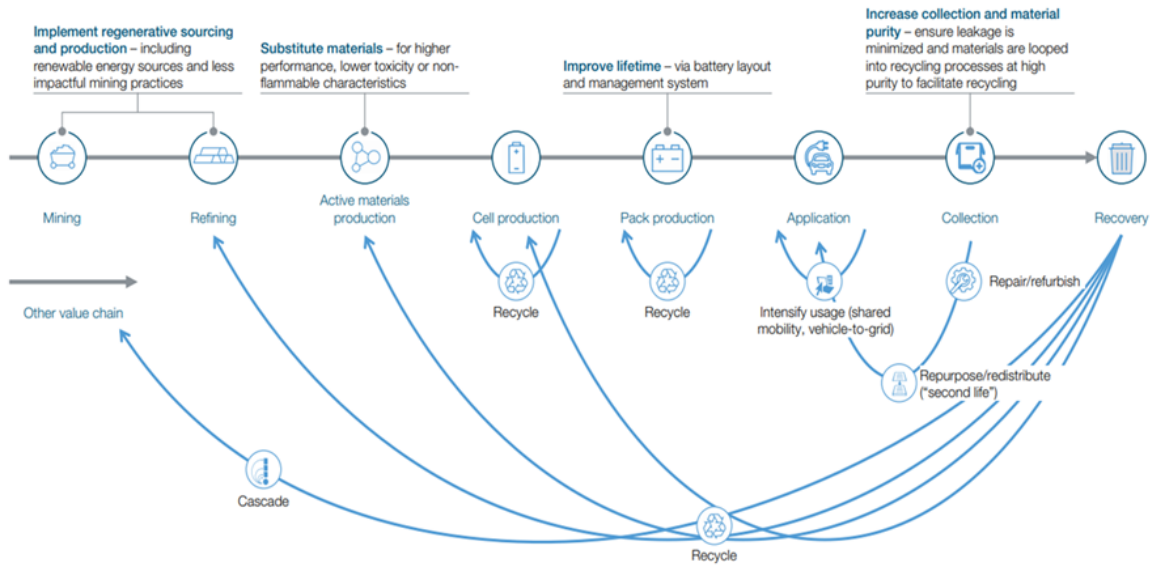 Implement regenerative sourcing
and production – including
renewable energy sources and less
impactful mining practices
Substitute materials – for higher
performance, lower toxicity or non-
flammable characteristics
Improve lifetime – via battery layout
and management system
Increase collection and material
purity – ensure leakage is
minimized and materials are looped
into recycling processes at high
purity to facilitate recycling
Mining
Refining
Active materials
production
Cell production
Pack production
Application
Collection
Recovery
Other value chain
Recycle
Recycle
Intensify usage (shared
mobility, vehicle-to-grid)
Repair/refurbish
Repurpose/redistribute
("second life")
Cascade
Recycle